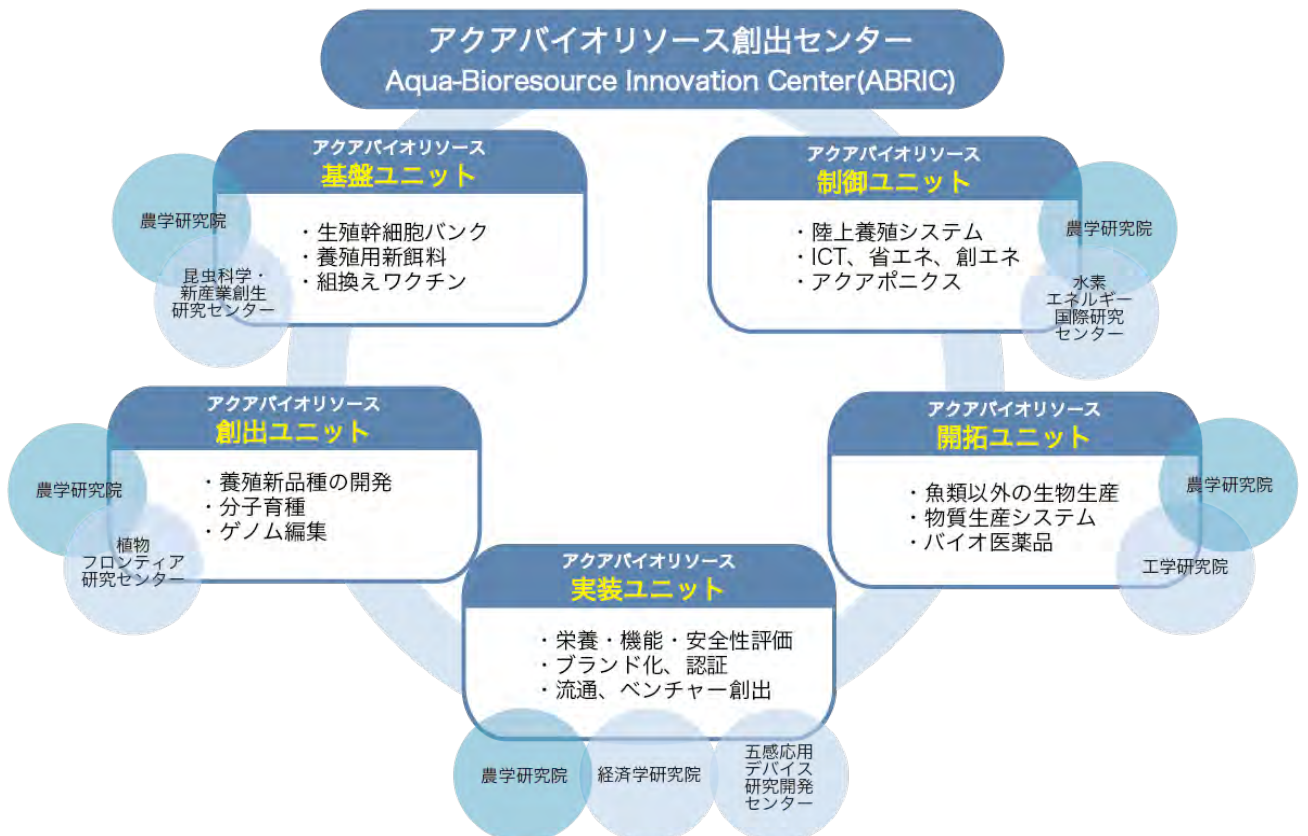 アクアバイオリソース創出センター
Aqua-Bioresource Innovation Center(ABRIC)
アクアバイオリソース
基盤ユニット
・生殖幹細胞バンク
・養殖用新餌料
・組換えワクチン
農学研究院
昆虫科学・
新産業創生
研究センター
アクアバイオリソース
制御ユニット
・陸上養殖システム
・ICT、省エネ、創エネ
・アクアポニクス
農学研究院
水素
エネルギー
国際研究
センター
アクアバイオリソース
創出ユニット
・養殖新品種の開発
・分子育種
・ゲノム編集
農学研究院
植物
フロンティア
研究センター
アクアバイオリソース
開拓ユニット
・魚類以外の生物生産
・物質生産システム
・バイオ医薬品
農学研究院
工学研究院
アクアバイオリソース
実装ユニット
・栄養・機能・安全性評価
・ブランド化、認証
・流通、ベンチャー創出
農学研究院
経済学研究院
五感応用
デバイス
研究開発
センター